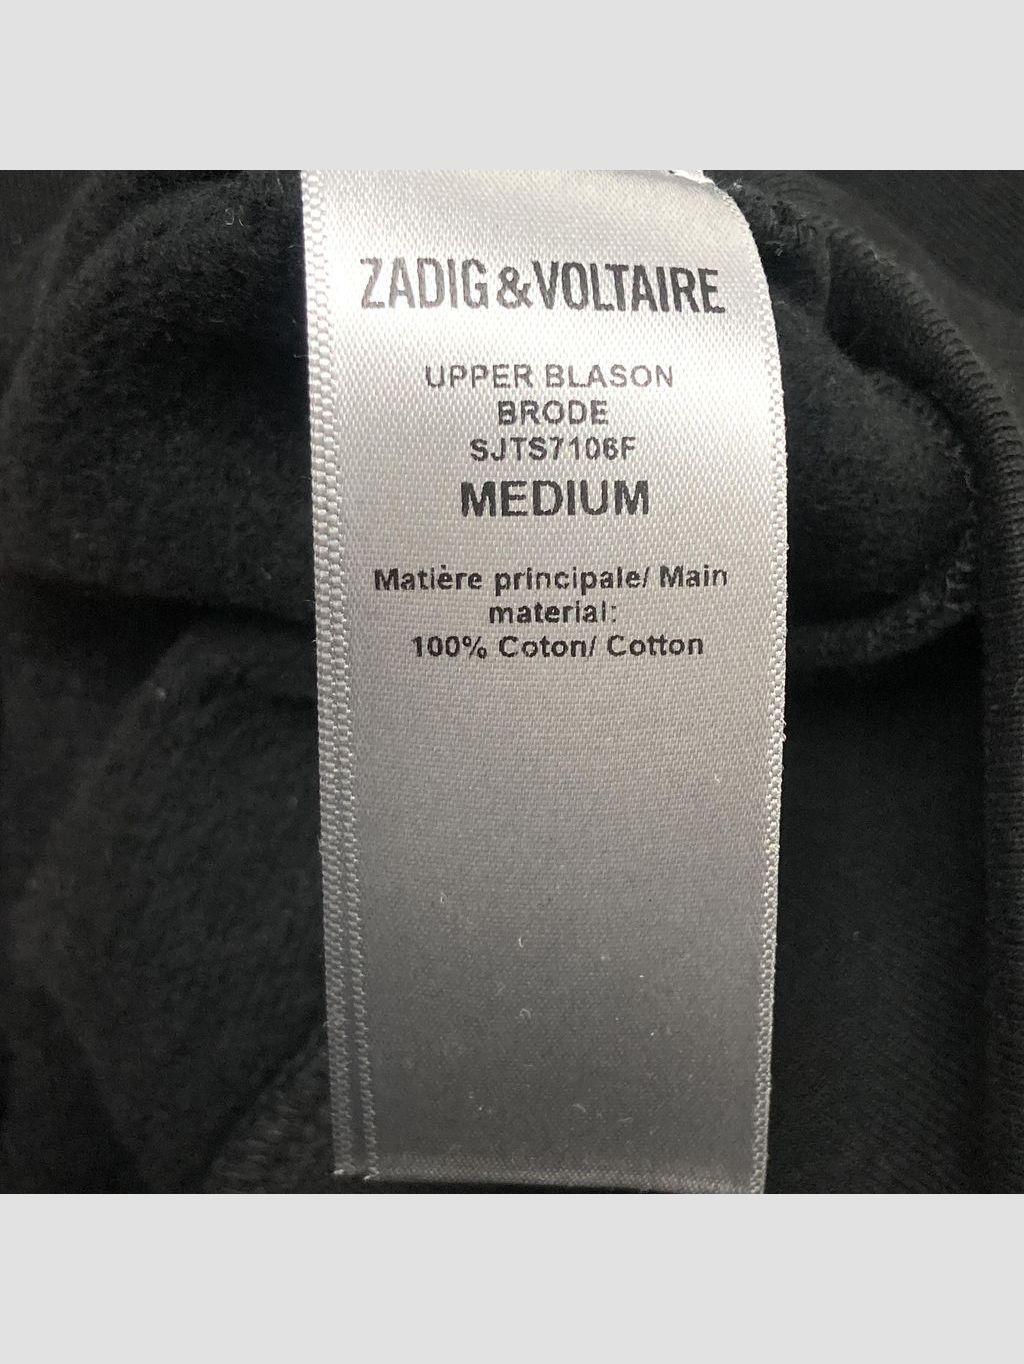 ZADIG&VOLTAIRE
UPPER BLASON
BRODE
SJTS7106F
MEDIUM
Matière principale/ Main
material:
100% Coton/ Cotton